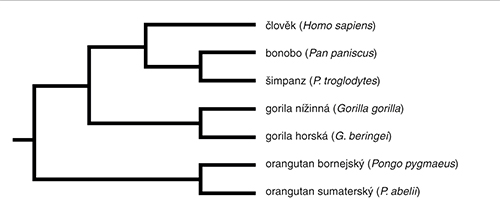 člověk (Homo sapiens)
bonobo (Pan paniscus)
šimpanz (P. troglodytes)
gorila nížinná (Gorilla gorilla)
gorila horská (G. beringei)
orangutan bornejský (Pongo pygmaeus)
orangutan sumaterský (P. abelii)